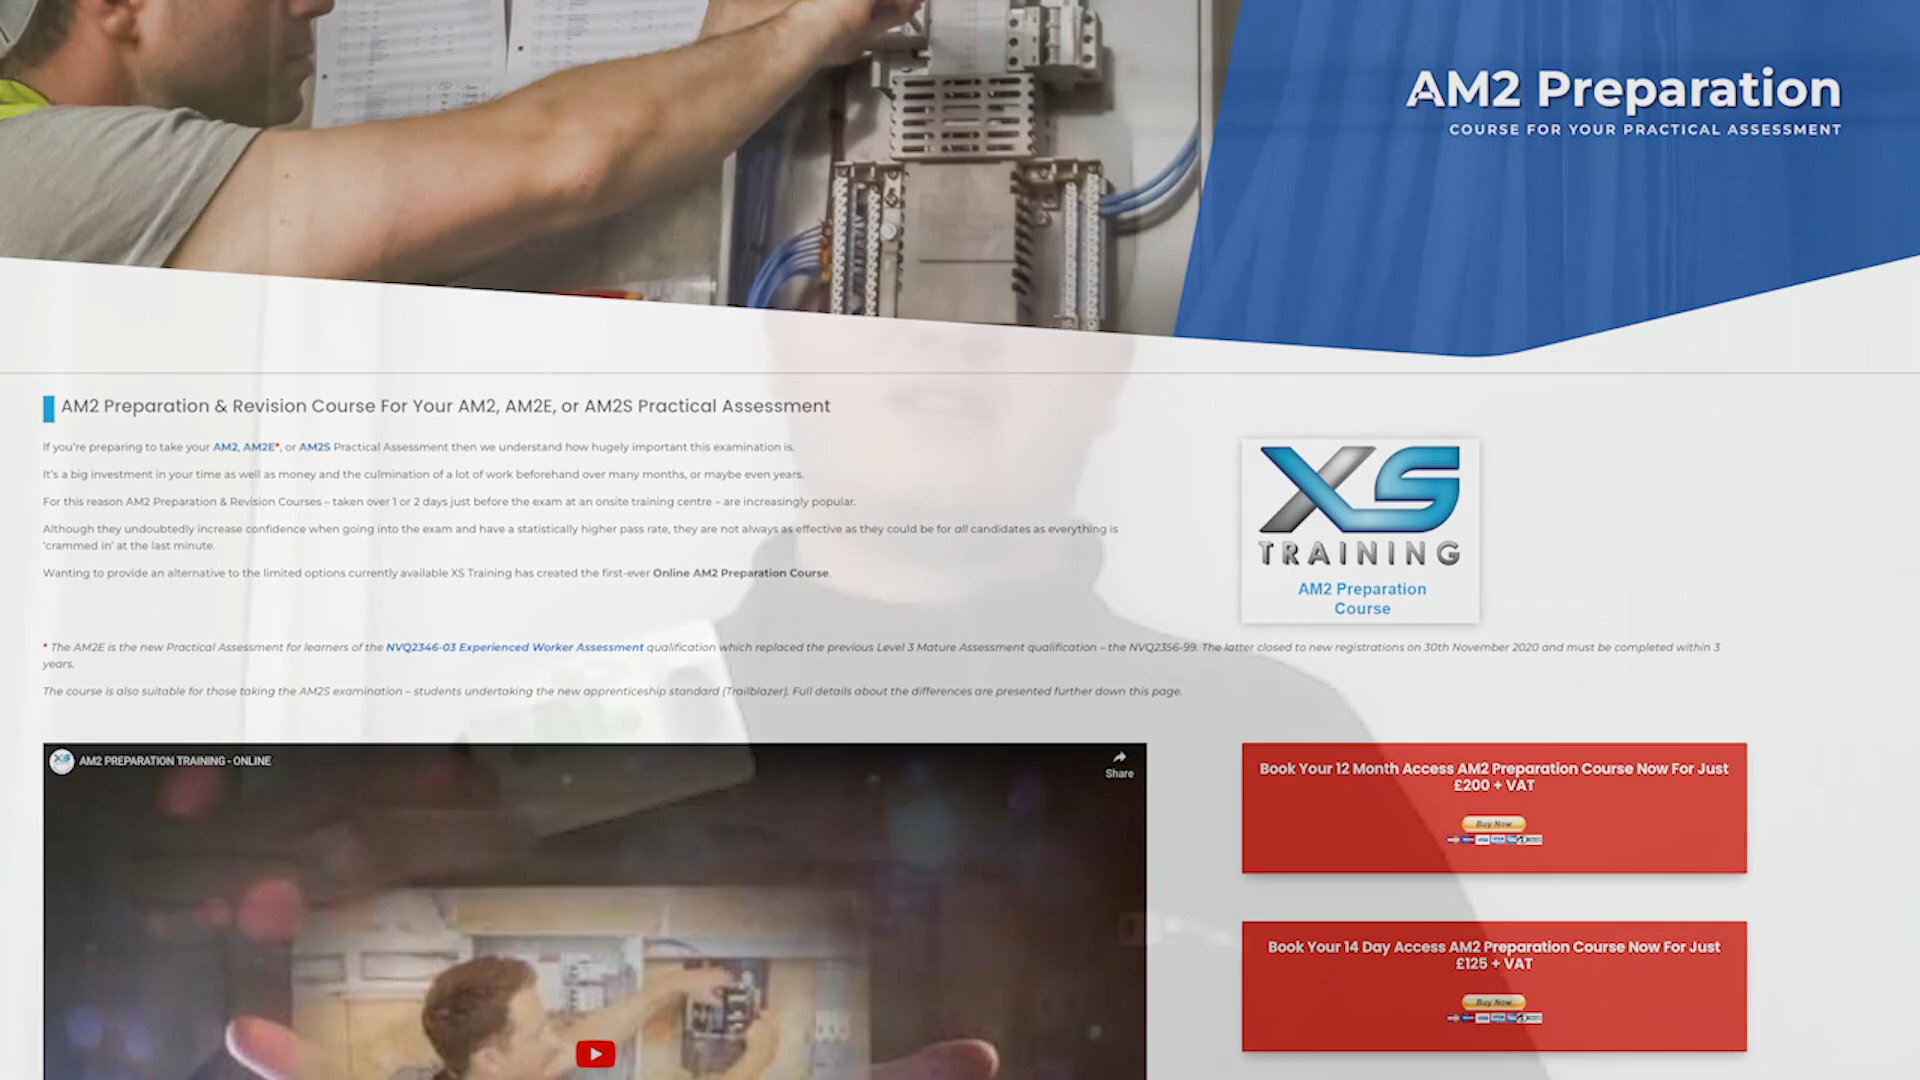 AM2 Preparation
COURSE FOR YOUR PRACTICAL ASSESSMENT
AM2 Preparation & Revision Course For Your AM2, AM2E, or AM2S Practical Assessment
If you're preparing to take your AM2, AM2E*, or AM2S Practical Assessment then we understand how hugely important this examination is.
It's a big investment in your time as well as money and the culmination of a lot of work beforehand over many months, or maybe even years.
For this reason AM2 Preparation & Revision Courses – taken over 1 or 2 days just before the exam at an onsite training centre – are increasingly popular.
Although they undoubtedly increase confidence when going into the exam and have a statistically higher pass rate, they are not always as effective as they could be for all candidates as everything is
'crammed in' at the last minute.
Wanting to provide an alternative to the limited options currently available XS Training has created the first-ever Online AM2 Preparation Course.
XS
TRAINING
AM2 Preparation
Course
* The AM2E is the new Practical Assessment for learners of the NVQ2346-03 Experienced Worker Assessment qualification which replaced the previous Level 3 Mature Assessment qualification – the NVQ2356-99. The latter closed to new registrations on 30th November 2020 and must be completed within 3
years.
The course is also suitable for those taking the AM2S examination – students undertaking the new apprenticeship standard (Trailblazer). Full details about the differences are presented further down this page.
XS
AM2 PREPARATION TRAINING - ONLINE
Share
Book Your 12 Month Access AM2 Preparation Course Now For Just
£200 + VAT
Buy Now
Book Your 14 Day Access AM2 Preparation Course Now For Just
£125 + VAT
Buy Now